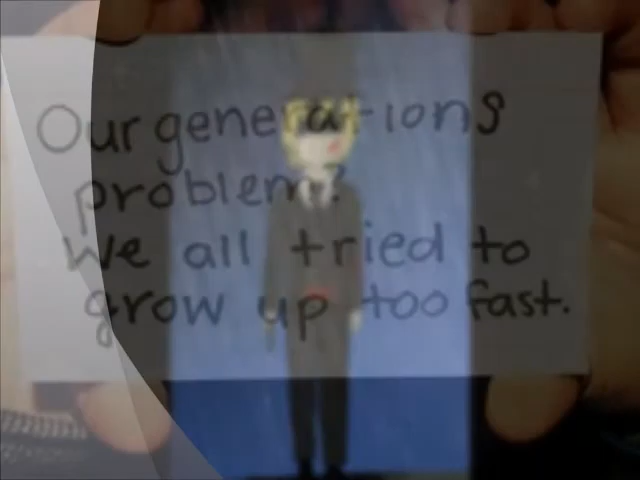 Our generations
problem?
We all tried to
grow up too fast.